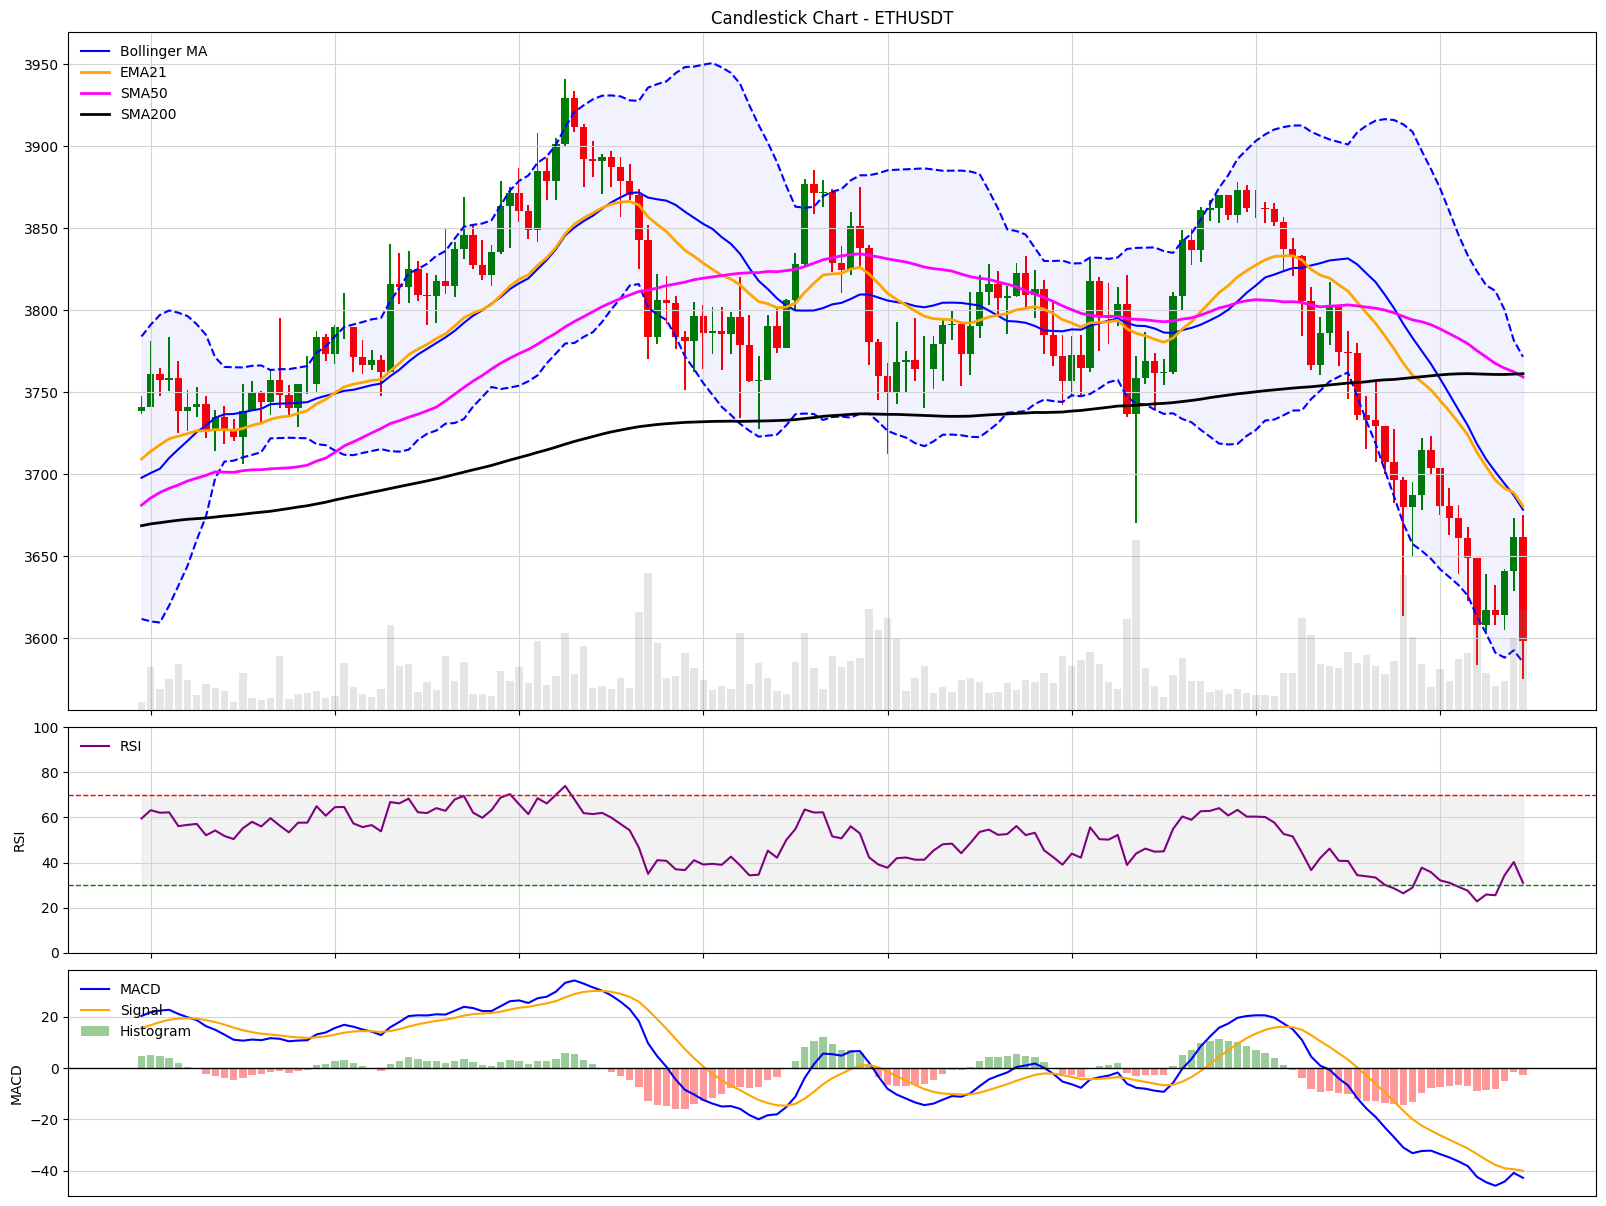 Candlestick Chart - ETHUSDT
Bollinger MA
EMA21
SMA50
SMA200
3950
3900
3850
3800
3750
3700
3650
3600
RSI
100
80
60
40
20
0
RSI
MACD
Signal
Histogram
20
0
−20
−40
MACD